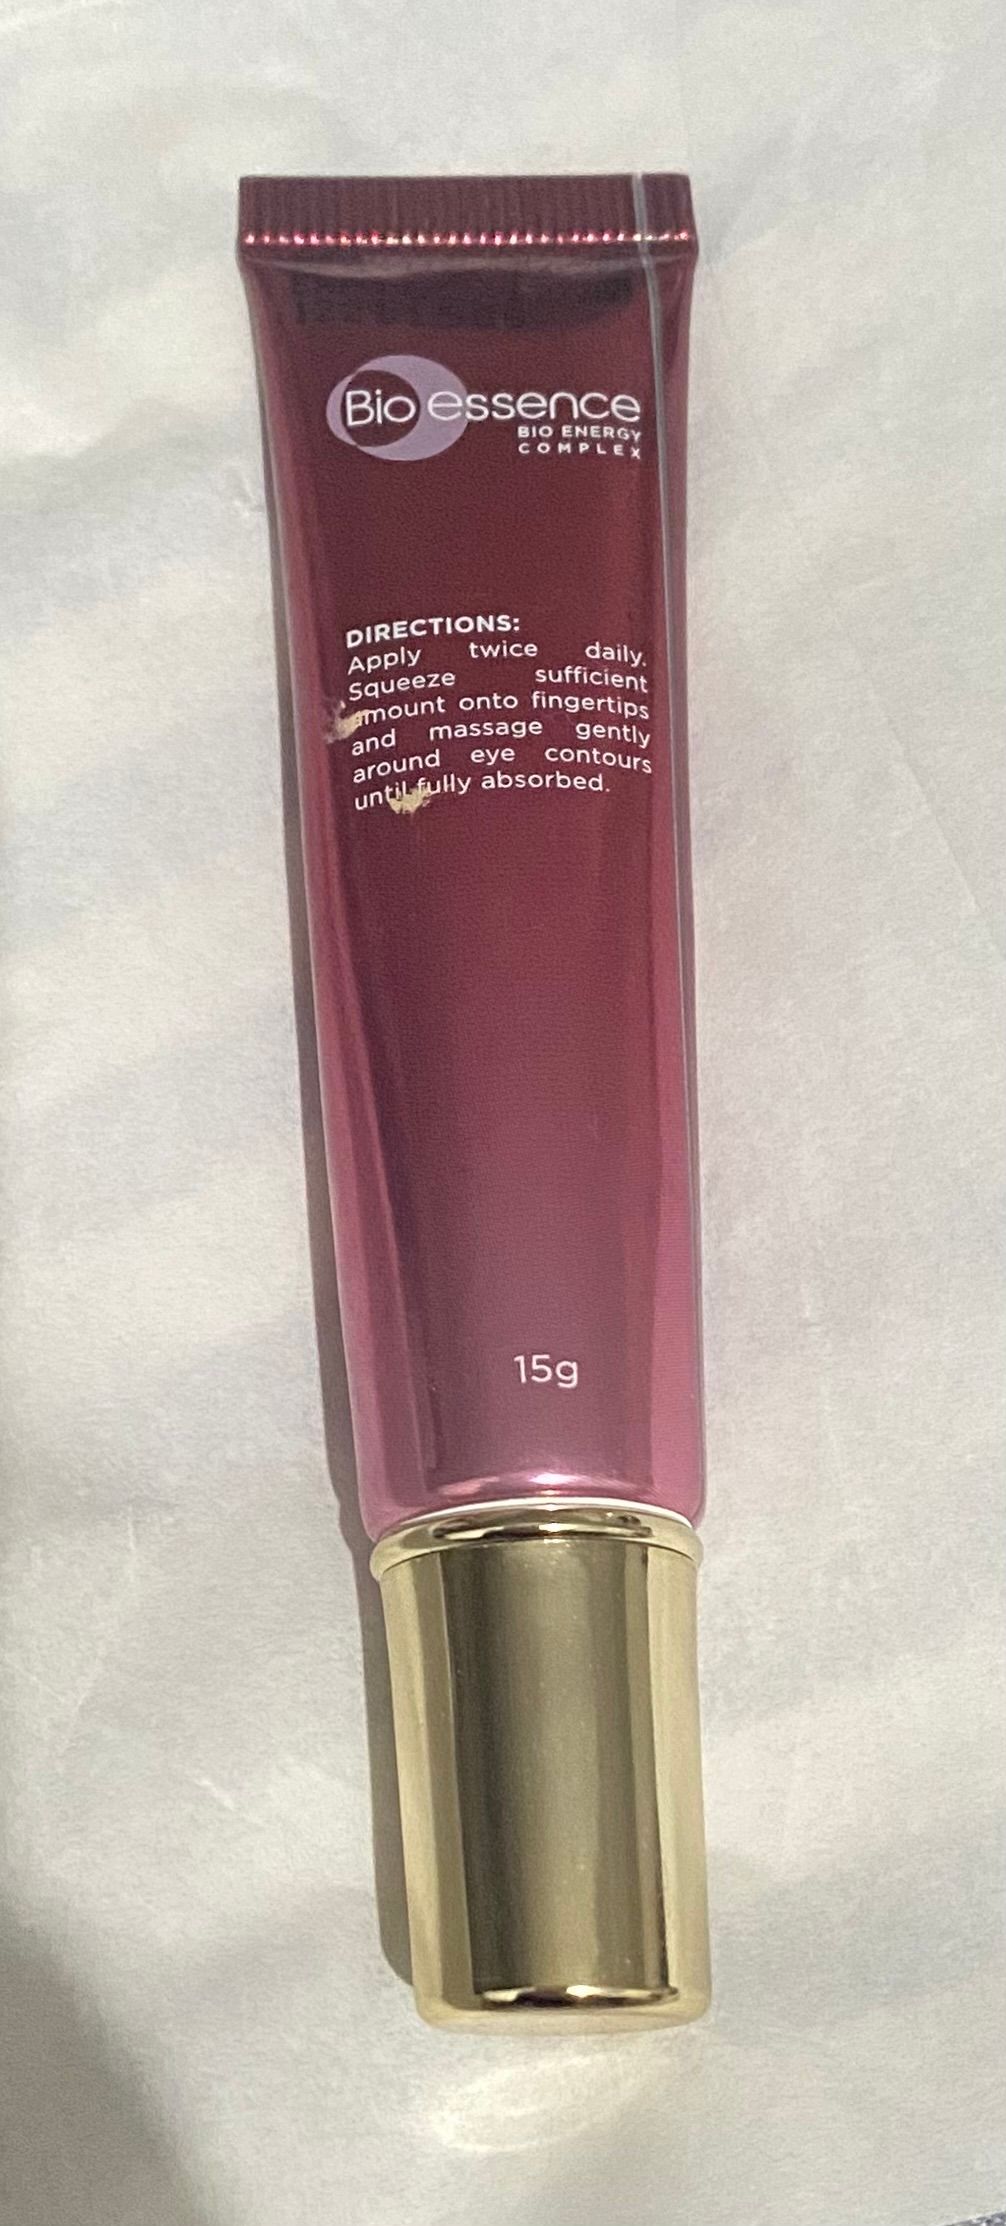 Bio essence
BIO ENERGY
COMPLEX
DIRECTIONS:
Apply twice daily.
Squeeze sufficient
amount onto fingertips
and massage gently
around eye contours
until fully absorbed.
15g